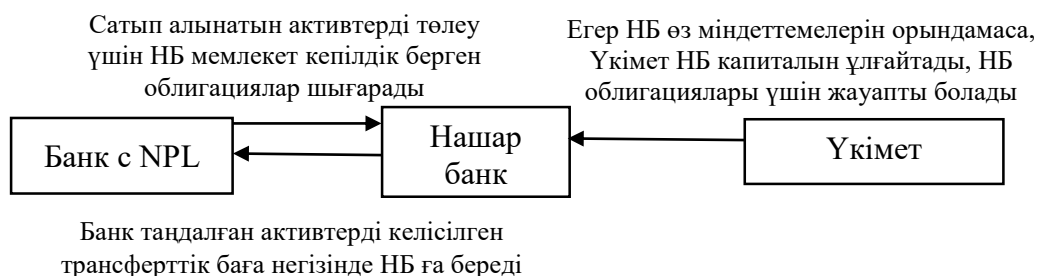 Сатып алынатын активтерді төлеу
үшін НБ мемлекет кепілдік берген
облигациялар шығарады
Егер НБ өз міндеттемелерін орындамаса,
Үкімет НБ капиталын ұлғайтады, НБ
облигациялары үшін жауапты болады
Банк с NPL
Нашар
банк
Үкімет
Банк таңдалған активтерді келісілген
трансферттік баға негізінде НБ ға береді